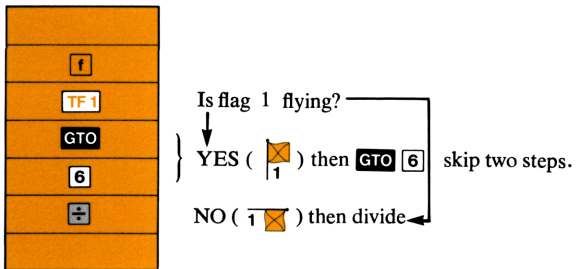 f
TF 1 Is flag 1 flying?
GTO
YES ( 1 ) then GTO 6 skip two steps.
6
÷ NO ( 1 ) then divide